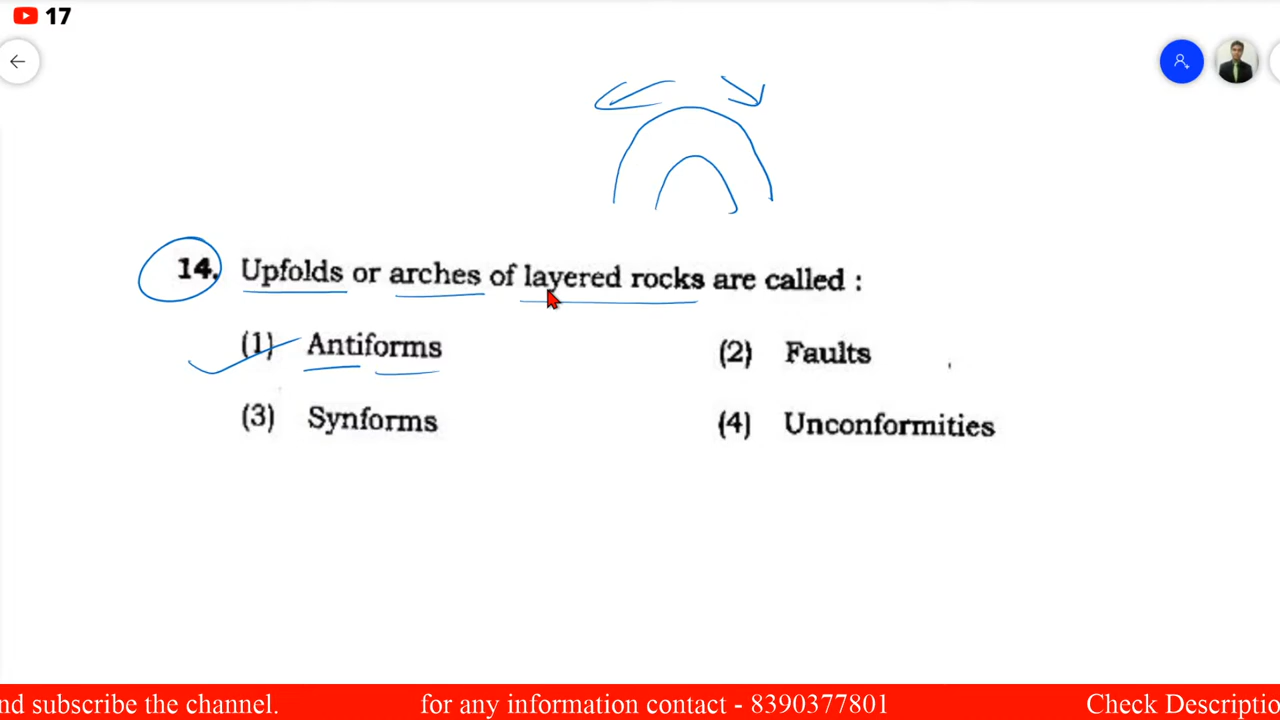 17
14. Upfolds or arches of layered rocks are called :
(1) Antiforms (2) Faults
(3) Synforms (4) Unconformities
nd subscribe the channel. for any information contact - 8390377801 Check Descriptio